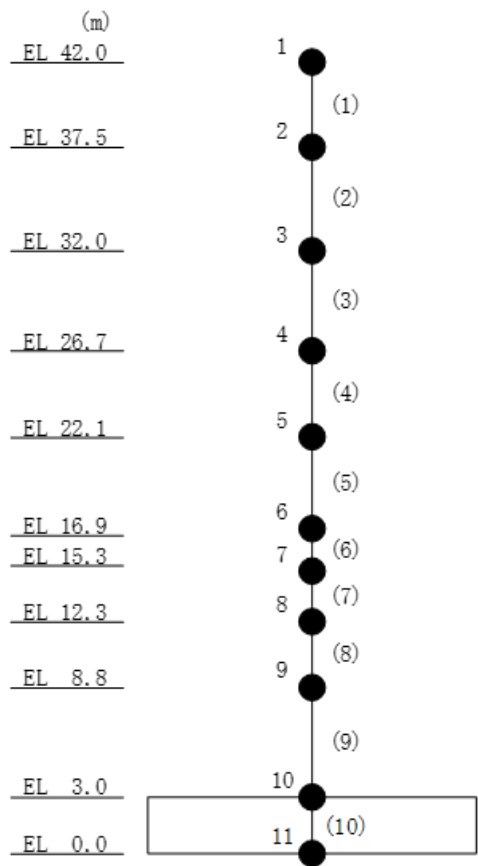 (m)
EL 42.0
1
(1)
EL 37.5
2
(2)
EL 32.0
3
(3)
EL 26.7
4
(4)
EL 22.1
5
(5)
EL 16.9
6
(6)
EL 15.3
7
(7)
EL 12.3
8
(8)
EL 8.8
9
(9)
EL 3.0
10
(10)
EL 0.0
11